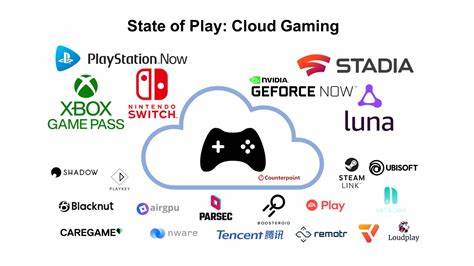 State of Play: Cloud Gaming
PlayStation Now
STADIA
XBOX
GAME PASS
NINTENDO
SWITCH
NVIDIA
GEFORCE NOW
luna
Counterpoint
SHADOW
PLAYKEY
STEAM
LINK
UBISOFT
Blacknut
airgpu
PARSEC
BOOSTEROID
EA Play
CAREGAME
nware
Tencent 腾讯
remotr
Loudplay